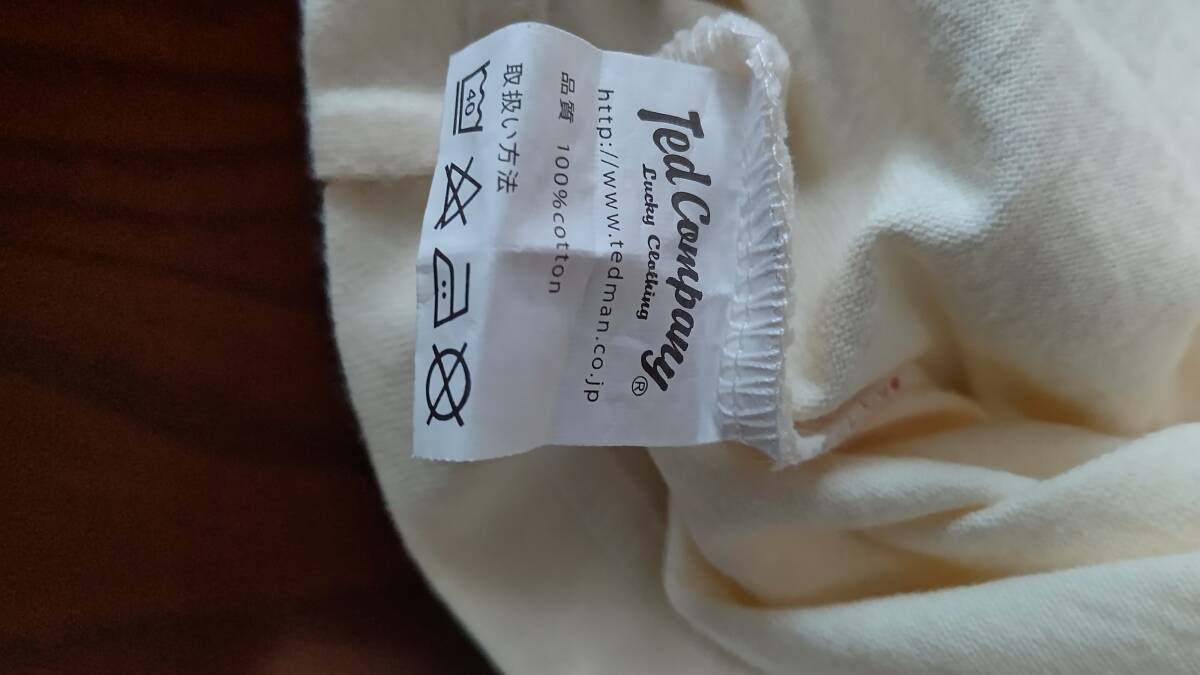 Ted Company®
Lucky Clothing
http://www.tedman.co.jp
品質 100%cotton
取扱い方法
40